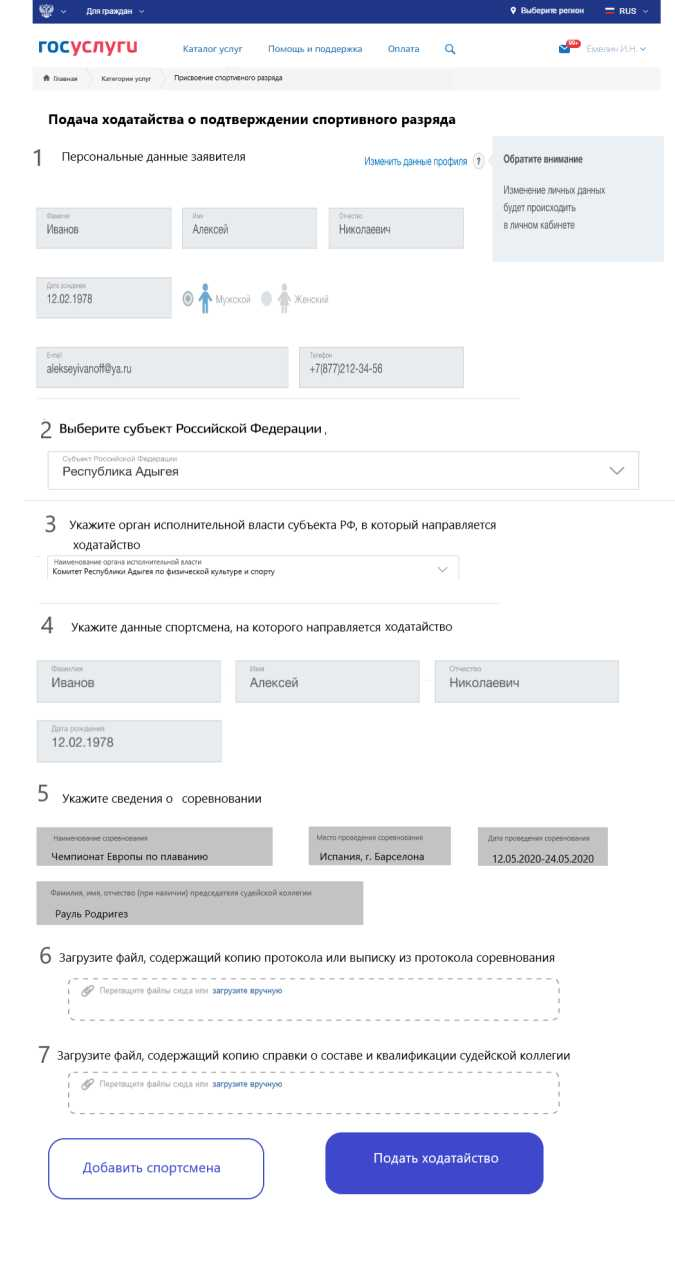 Для граждан
Выберите регион
RUS
госуслуги
Каталог услуг
Помощь и поддержка
Оплата
99+
Емелин И.Н.
Главная
Категории услуг
Присвоение спортивного разряда
Подача ходатайства о подтверждении спортивного разряда
1 Персональные данные заявителя
Изменить данные профиля ?
Обратите внимание
Изменение личных данных
будет происходить
в личном кабинете
Фамилия
Иванов
Имя
Алексей
Отчество
Николаевич
Дата рождения
12.02.1978
Мужской
Женский
E-mail
alekseyivanoff@ya.ru
Телефон
+7(877)212-34-56
2 Выберите субъект Российской Федерации ,
Субъект Российской Федерации
Республика Адыгея
3 Укажите орган исполнительной власти субъекта РФ, в который направляется
ходатайство
Наименование органа исполнительной власти
Комитет Республики Адыгея по физической культуре и спорту
4 Укажите данные спортсмена, на которого направляется ходатайство
Фамилия
Иванов
Имя
Алексей
Отчество
Николаевич
Дата рождения
12.02.1978
5 Укажите сведения о соревновании
Наименование соревнования
Чемпионат Европы по плаванию
Место проведения соревнования
Испания, г. Барселона
Дата проведения соревнования
12.05.2020-24.05.2020
Фамилия, имя, отчество (при наличии) председателя судейской коллегии
Рауль Родригез
6 Загрузите файл, содержащий копию протокола или выписку из протокола соревнования
Перетащите файлы сюда или загрузите вручную
7 Загрузите файл, содержащий копию справки о составе и квалификации судейской коллегии
Перетащите файлы сюда или загрузите вручную
Добавить спортсмена
Подать ходатайство